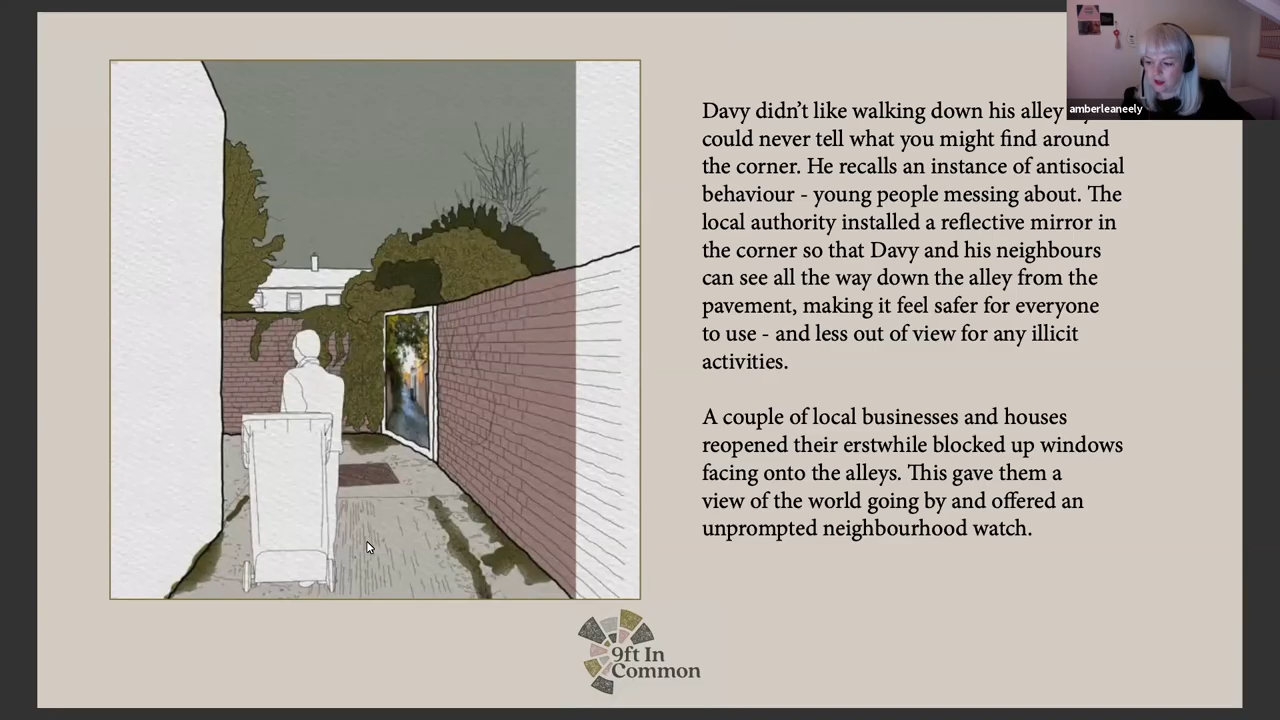 amberleaneely
Davy didn’t like walking down his alley
could never tell what you might find around
the corner. He recalls an instance of antisocial
behaviour - young people messing about. The
local authority installed a reflective mirror in
the corner so that Davy and his neighbours
can see all the way down the alley from the
pavement, making it feel safer for everyone
to use - and less out of view for any illicit
activities.
A couple of local businesses and houses
reopened their erstwhile blocked up windows
facing onto the alleys. This gave them a
view of the world going by and offered an
unprompted neighbourhood watch.
9ft In
Common